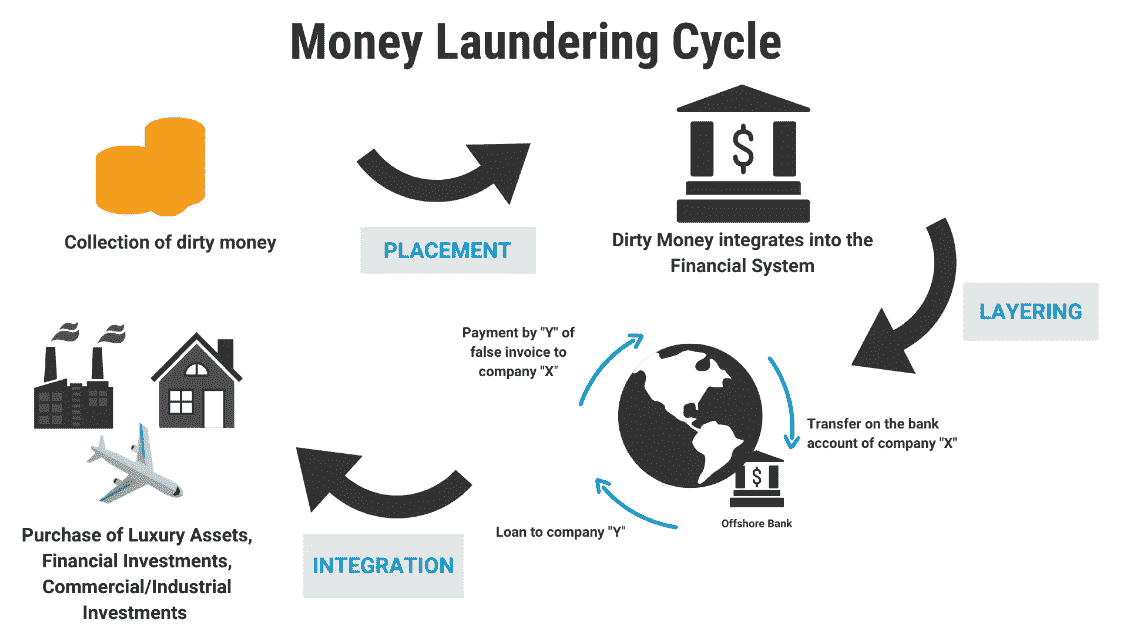 Money Laundering Cycle
$
Collection of dirty money
PLACEMENT
Dirty Money integrates into the
Financial System
LAYERING
Payment by "Y" of
false invoice to
company "X"
Transfer on the bank
account of company "X"
$
Offshore Bank
Loan to company "Y"
INTEGRATION
Purchase of Luxury Assets,
Financial Investments,
Commercial/Industrial
Investments